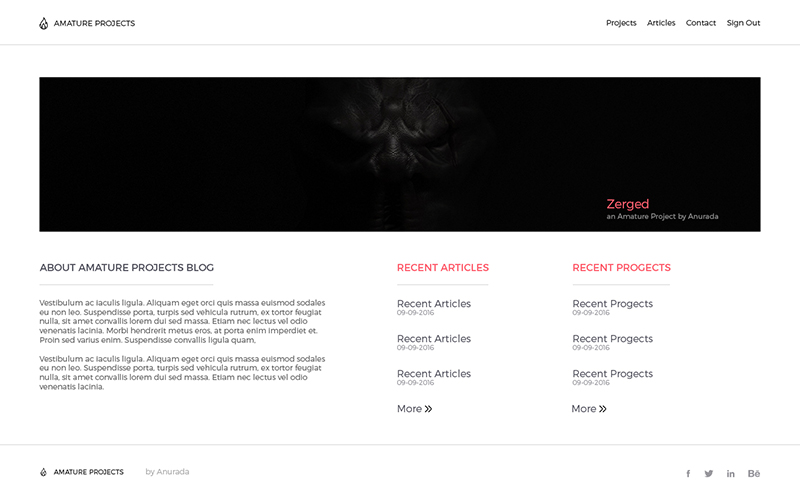 AMATURE PROJECTS
Projects Articles Contact Sign Out
Zerged
an Amature Project by Anurada
ABOUT AMATURE PROJECTS BLOG
Vestibulum ac iaculis ligula. Aliquam eget orci quis massa euismod sodales
eu non leo. Suspendisse porta, turpis sed vehicula rutrum, ex tortor feugiat
nulla, sit amet convallis lorem dui sed massa. Etiam nec lectus vel odio
venenatis lacinia. Morbi hendrerit metus eros, at porta enim imperdiet et.
Proin sed varius enim. Suspendisse convallis ligula quam,
Vestibulum ac iaculis ligula. Aliquam eget orci quis massa euismod sodales
eu non leo. Suspendisse porta, turpis sed vehicula rutrum, ex tortor feugiat
nulla, sit amet convallis lorem dui sed massa. Etiam nec lectus vel odio
venenatis lacinia.
RECENT ARTICLES
Recent Articles
09-09-2016
Recent Articles
09-09-2016
Recent Articles
09-09-2016
More
RECENT PROGECTS
Recent Progects
09-09-2016
Recent Progects
09-09-2016
Recent Progects
09-09-2016
More
AMATURE PROJECTS
by Anurada